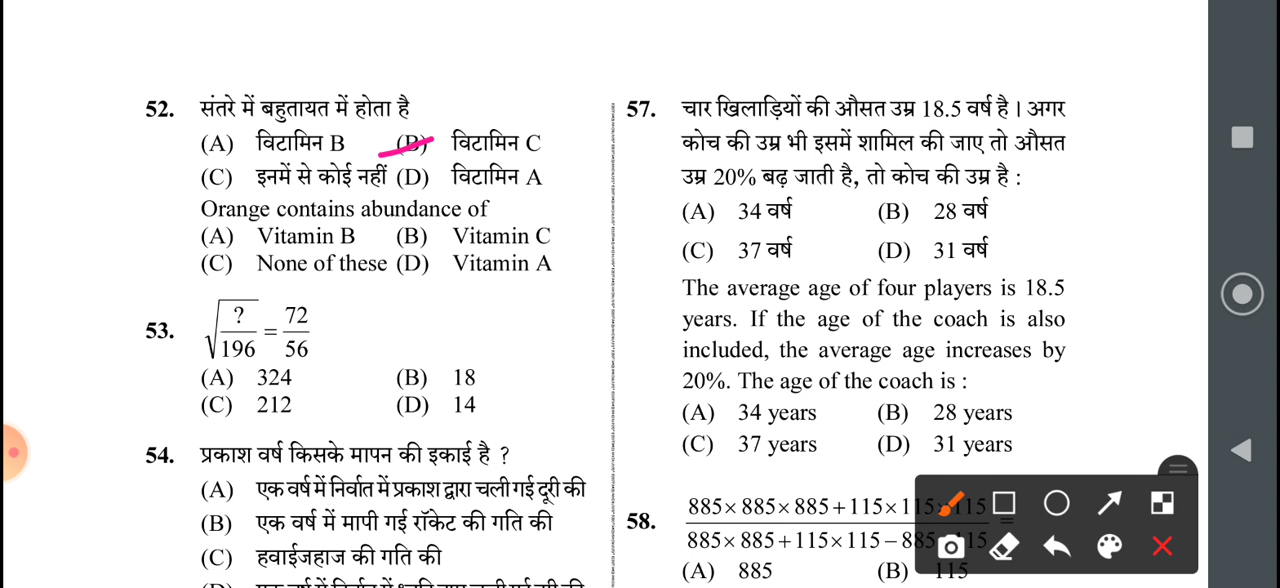 52. संतरे में बहुतायत में होता है
(A) विटामिन B (B) विटामिन C
(C) इनमें से कोई नहीं (D) विटामिन A
Orange contains abundance of
(A) Vitamin B (B) Vitamin C
(C) None of these (D) Vitamin A
53. √(?/196) = 72/56
(A) 324 (B) 18
(C) 212 (D) 14
54. प्रकाश वर्ष किसके मापन की इकाई है ?
(A) एक वर्ष में निर्वात में प्रकाश द्वारा चली गई दूरी की
(B) एक वर्ष में मापी गई रॉकेट की गति की
(C) हवाईजहाज की गति की
57. चार खिलाड़ियों की औसत उम्र 18.5 वर्ष है । अगर
कोच की उम्र भी इसमें शामिल की जाए तो औसत
उम्र 20% बढ़ जाती है, तो कोच की उम्र है :
(A) 34 वर्ष (B) 28 वर्ष
(C) 37 वर्ष (D) 31 वर्ष
The average age of four players is 18.5
years. If the age of the coach is also
included, the average age increases by
20%. The age of the coach is :
(A) 34 years (B) 28 years
(C) 37 years (D) 31 years
58. 885×885×885+115×115×115
885×885+115×115−885 115 =
(A) 885 (B) 115